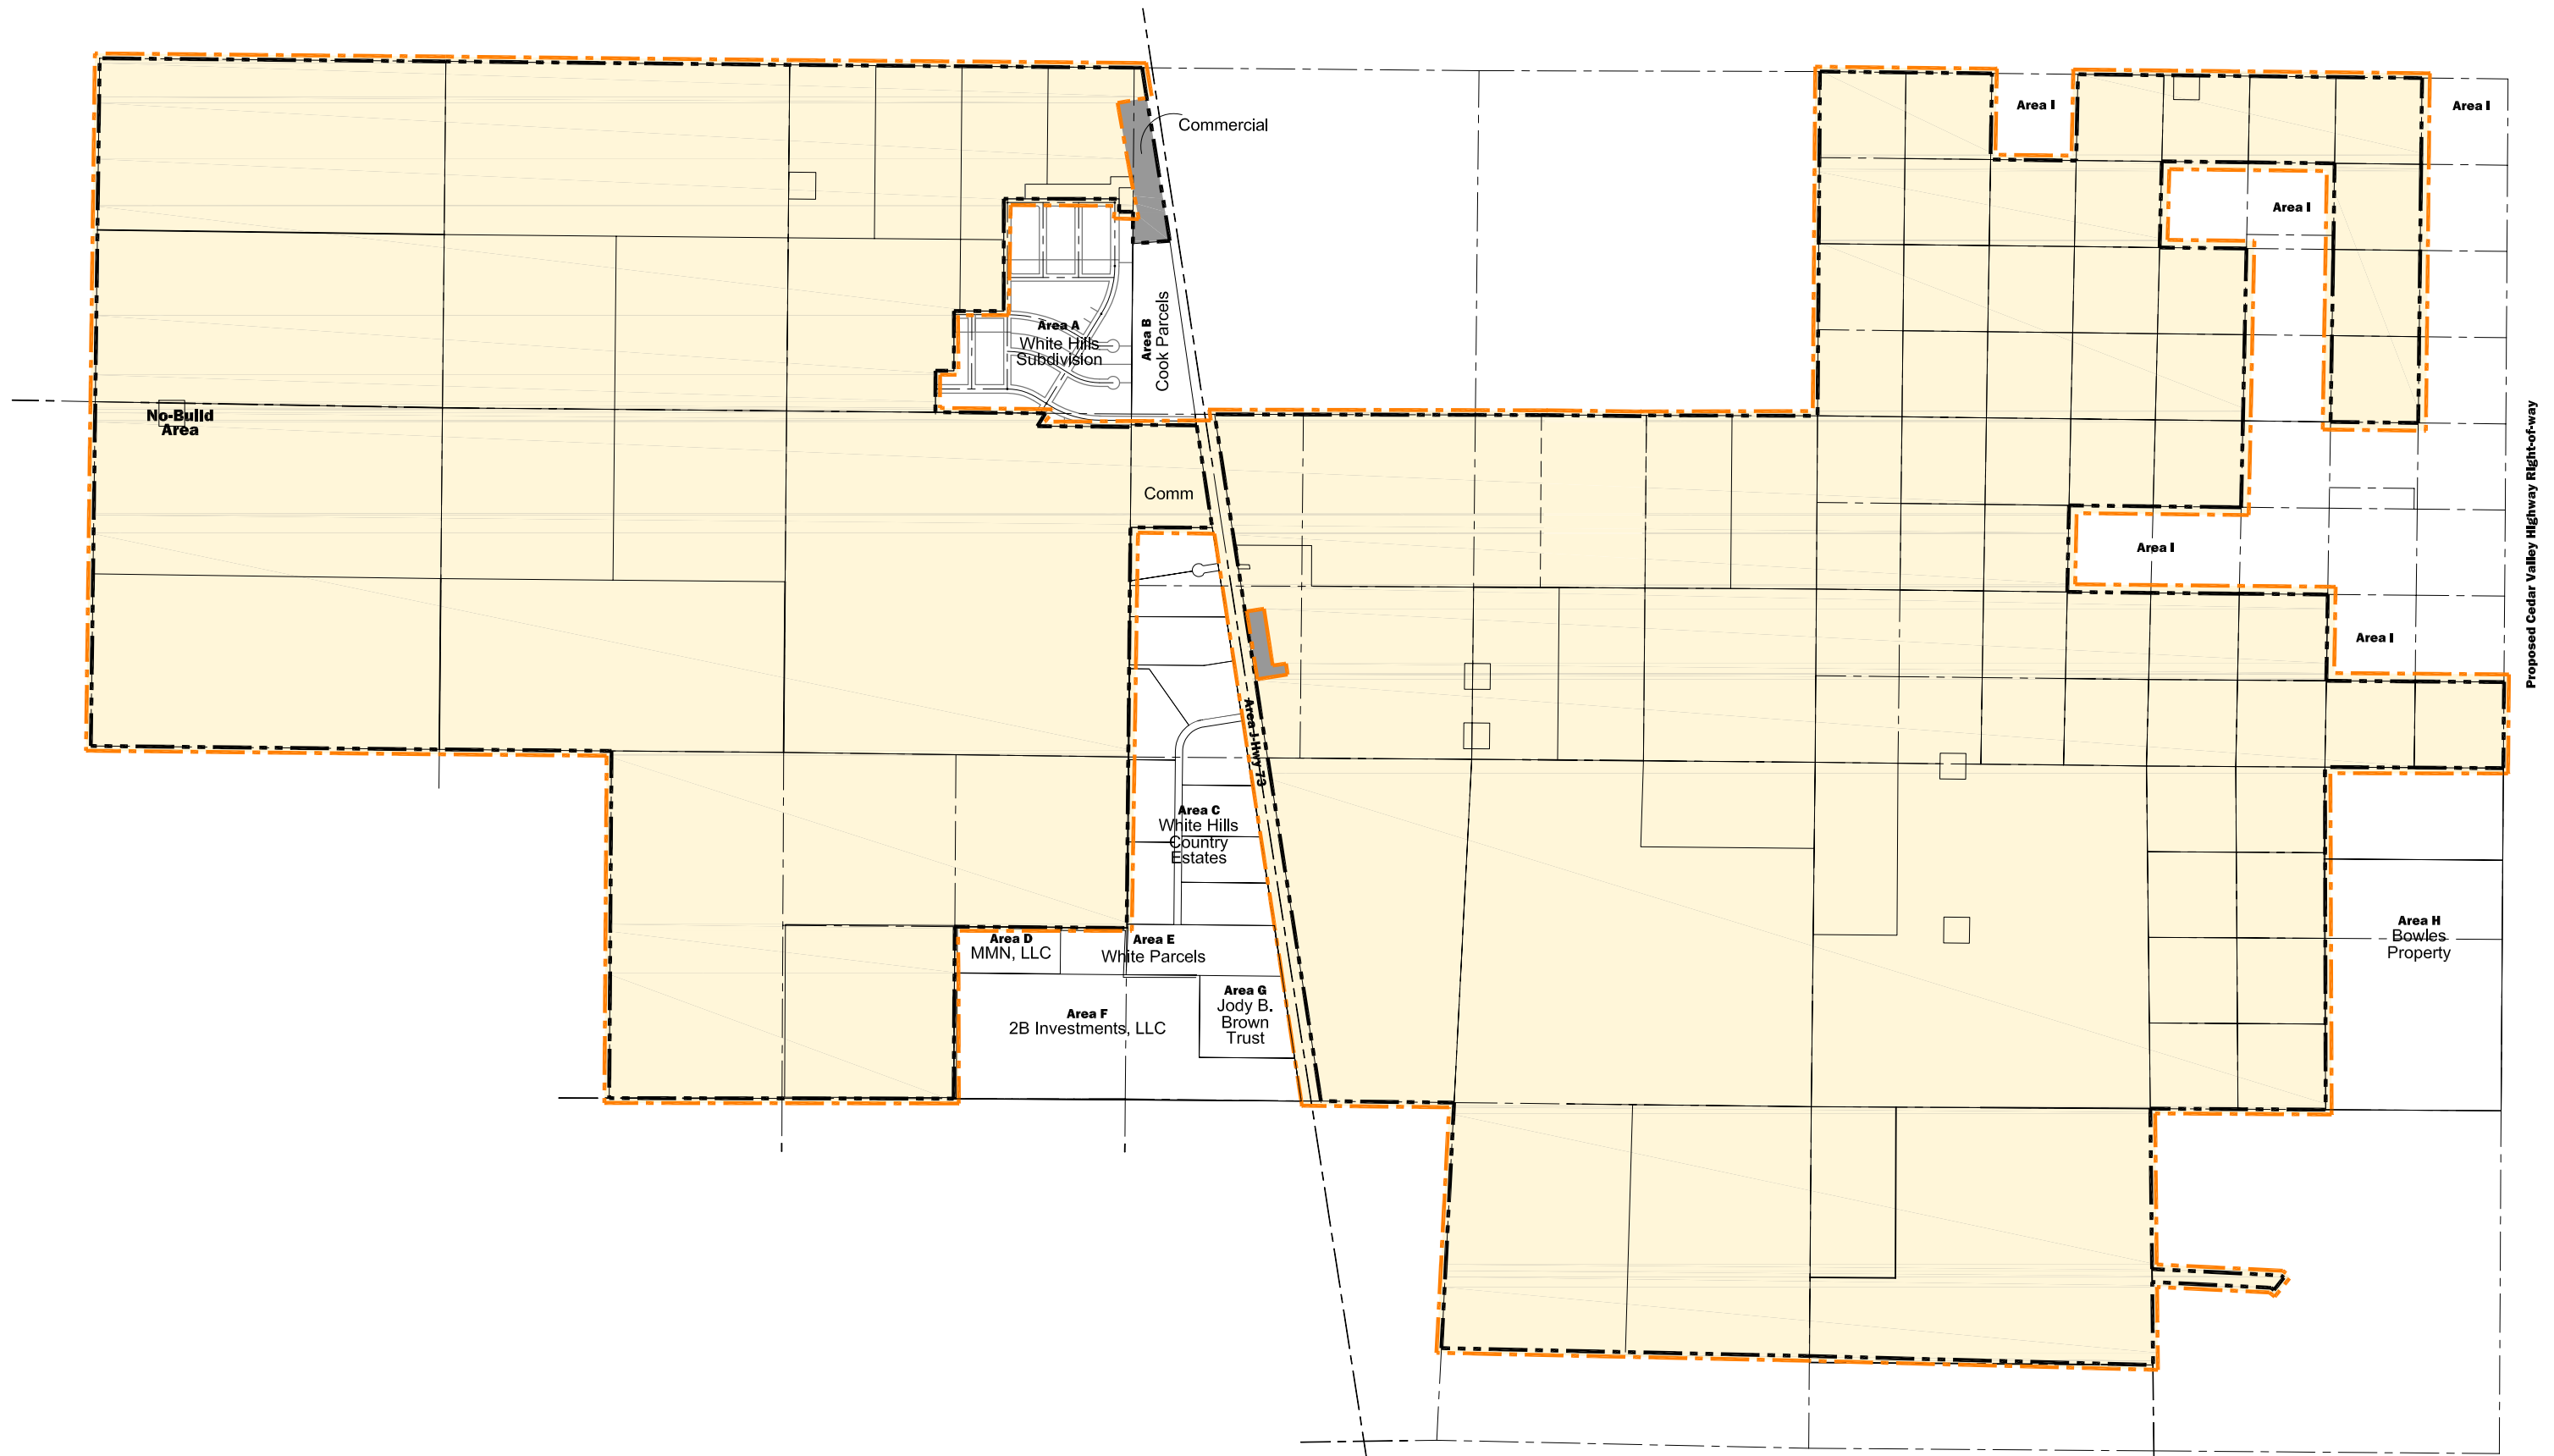 Area I
Area I
Commercial
Area I
Area A
White Hills
Subdivision
Area B
Cook Parcels
No-Build
Area
Comm
Proposed Cedar Valley Highway Right-of-way
Area I
Area I
Area J-Hwy 73
Area C
White Hills
Country
Estates
Area H
Bowles
Property
Area D
MMN, LLC
Area E
White Parcels
Area F
2B Investments, LLC
Area G
Jody B.
Brown
Trust